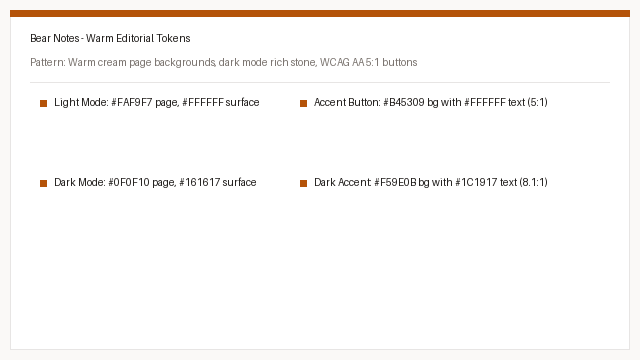 Bear Notes - Warm Editorial Tokens
Pattern: Warm cream page backgrounds, dark mode rich stone, WCAG AA 5:1 buttons
Light Mode: #FAF9F7 page, #FFFFFF surface
Accent Button: #B45309 bg with #FFFFFF text (5:1)
Dark Mode: #0F0F10 page, #161617 surface
Dark Accent: #F59E0B bg with #1C1917 text (8.1:1)